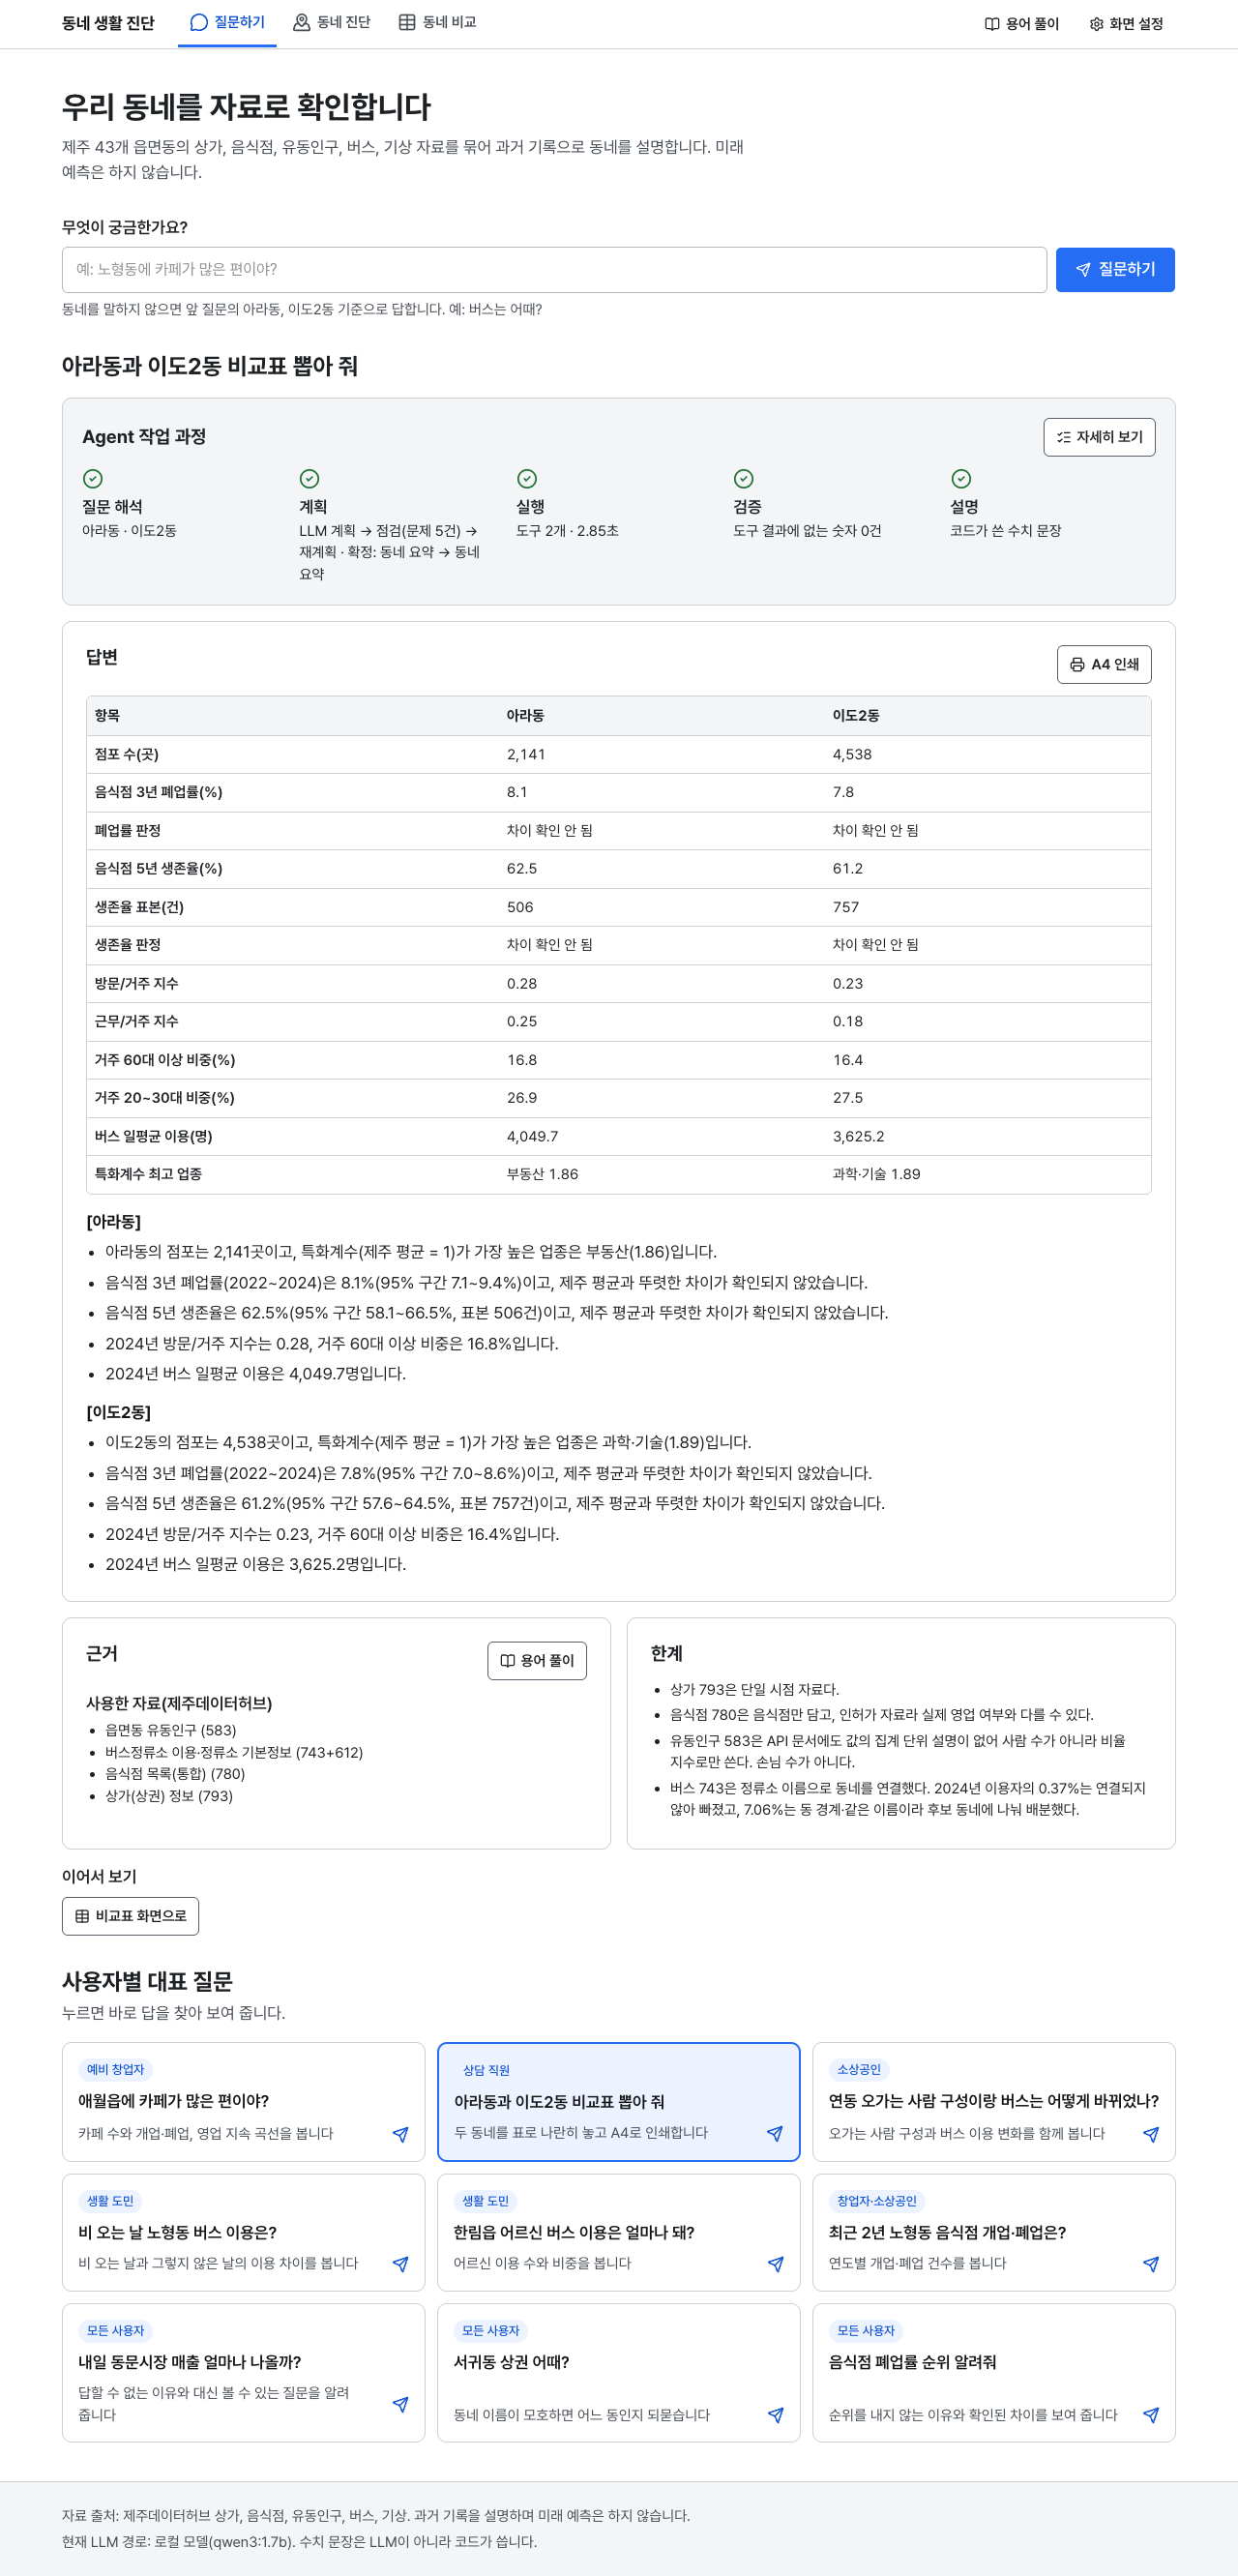 동네 생활 진단
질문하기
동네 진단
동네 비교
용어 풀이
화면 설정
우리 동네를 자료로 확인합니다
제주 43개 읍면동의 상가, 음식점, 유동인구, 버스, 기상 자료를 묶어 과거 기록으로 동네를 설명합니다. 미래
예측은 하지 않습니다.
무엇이 궁금한가요?
예: 노형동에 카페가 많은 편이야?
질문하기
동네를 말하지 않으면 앞 질문의 아라동, 이도2동 기준으로 답합니다. 예: 버스는 어때?
아라동과 이도2동 비교표 뽑아 줘
Agent 작업 과정
자세히 보기
질문 해석
아라동 · 이도2동
계획
LLM 계획 → 점검(문제 5건) →
재계획 · 확정: 동네 요약 → 동네
요약
실행
도구 2개 · 2.85초
검증
도구 결과에 없는 숫자 0건
설명
코드가 쓴 수치 문장
답변
A4 인쇄
항목 아라동 이도2동
점포 수(곳) 2,141 4,538
음식점 3년 폐업률(%) 8.1 7.8
폐업률 판정 차이 확인 안 됨 차이 확인 안 됨
음식점 5년 생존율(%) 62.5 61.2
생존율 표본(건) 506 757
생존율 판정 차이 확인 안 됨 차이 확인 안 됨
방문/거주 지수 0.28 0.23
근무/거주 지수 0.25 0.18
거주 60대 이상 비중(%) 16.8 16.4
거주 20~30대 비중(%) 26.9 27.5
버스 일평균 이용(명) 4,049.7 3,625.2
특화계수 최고 업종 부동산 1.86 과학·기술 1.89
[아라동]
• 아라동의 점포는 2,141곳이고, 특화계수(제주 평균 = 1)가 가장 높은 업종은 부동산(1.86)입니다.
• 음식점 3년 폐업률(2022~2024)은 8.1%(95% 구간 7.1~9.4%)이고, 제주 평균과 뚜렷한 차이가 확인되지 않았습니다.
• 음식점 5년 생존율은 62.5%(95% 구간 58.1~66.5%, 표본 506건)이고, 제주 평균과 뚜렷한 차이가 확인되지 않았습니다.
• 2024년 방문/거주 지수는 0.28, 거주 60대 이상 비중은 16.8%입니다.
• 2024년 버스 일평균 이용은 4,049.7명입니다.
[이도2동]
• 이도2동의 점포는 4,538곳이고, 특화계수(제주 평균 = 1)가 가장 높은 업종은 과학·기술(1.89)입니다.
• 음식점 3년 폐업률(2022~2024)은 7.8%(95% 구간 7.0~8.6%)이고, 제주 평균과 뚜렷한 차이가 확인되지 않았습니다.
• 음식점 5년 생존율은 61.2%(95% 구간 57.6~64.5%, 표본 757건)이고, 제주 평균과 뚜렷한 차이가 확인되지 않았습니다.
• 2024년 방문/거주 지수는 0.23, 거주 60대 이상 비중은 16.4%입니다.
• 2024년 버스 일평균 이용은 3,625.2명입니다.
근거
용어 풀이
사용한 자료(제주데이터허브)
• 읍면동 유동인구 (583)
• 버스정류소 이용·정류소 기본정보 (743+612)
• 음식점 목록(통합) (780)
• 상가(상권) 정보 (793)
한계
• 상가 793은 단일 시점 자료다.
• 음식점 780은 음식점만 담고, 인허가 자료라 실제 영업 여부와 다를 수 있다.
• 유동인구 583은 API 문서에도 값의 집계 단위 설명이 없어 사람 수가 아니라 비율
지수로만 쓴다. 손님 수가 아니다.
• 버스 743은 정류소 이름으로 동네를 연결했다. 2024년 이용자의 0.37%는 연결되지
않아 빠졌고, 7.06%는 동 경계·같은 이름이라 후보 동네에 나눠 배분했다.
이어서 보기
비교표 화면으로
사용자별 대표 질문
누르면 바로 답을 찾아 보여 줍니다.
예비 창업자
애월읍에 카페가 많은 편이야?
카페 수와 개업·폐업, 영업 지속 곡선을 봅니다
상담 직원
아라동과 이도2동 비교표 뽑아 줘
두 동네를 표로 나란히 놓고 A4로 인쇄합니다
소상공인
연동 오가는 사람 구성이랑 버스는 어떻게 바뀌었나?
오가는 사람 구성과 버스 이용 변화를 함께 봅니다
생활 도민
비 오는 날 노형동 버스 이용은?
비 오는 날과 그렇지 않은 날의 이용 차이를 봅니다
생활 도민
한림읍 어르신 버스 이용은 얼마나 돼?
어르신 이용 수와 비중을 봅니다
창업자·소상공인
최근 2년 노형동 음식점 개업·폐업은?
연도별 개업·폐업 건수를 봅니다
모든 사용자
내일 동문시장 매출 얼마나 나올까?
답할 수 없는 이유와 대신 볼 수 있는 질문을 알려
줍니다
모든 사용자
서귀동 상권 어때?
동네 이름이 모호하면 어느 동인지 되묻습니다
모든 사용자
음식점 폐업률 순위 알려줘
순위를 내지 않는 이유와 확인된 차이를 보여 줍니다
자료 출처: 제주데이터허브 상가, 음식점, 유동인구, 버스, 기상. 과거 기록을 설명하며 미래 예측은 하지 않습니다.
현재 LLM 경로: 로컬 모델(qwen3:1.7b). 수치 문장은 LLM이 아니라 코드가 씁니다.